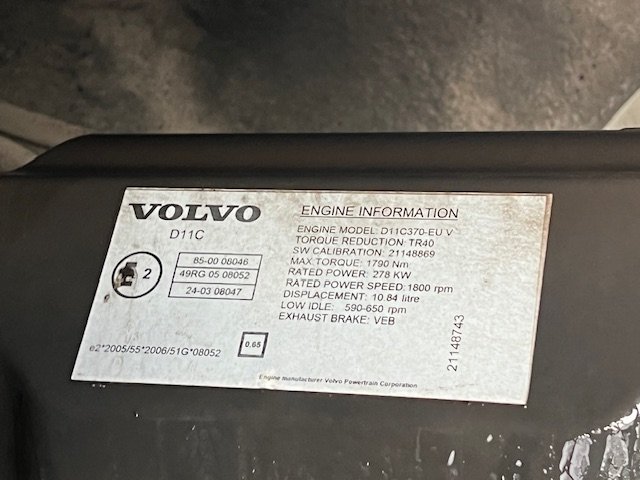 VOLVO
D11C
E 2
85-00 08046
49RG 05 08052
24-03 08047
e2*2005/55*2006/51G*08052
0.65
ENGINE INFORMATION
ENGINE MODEL: D11C370-EU V
TORQUE REDUCTION: TR40
SW CALIBRATION: 21148869
MAX.TORQUE: 1790 Nm
RATED POWER: 278 KW
RATED POWER SPEED: 1800 rpm
DISPLACEMENT: 10.84 litre
LOW IDLE: 590-650 rpm
EXHAUST BRAKE: VEB
21148743
Engine manufacturer Volvo Powertrain Corporation